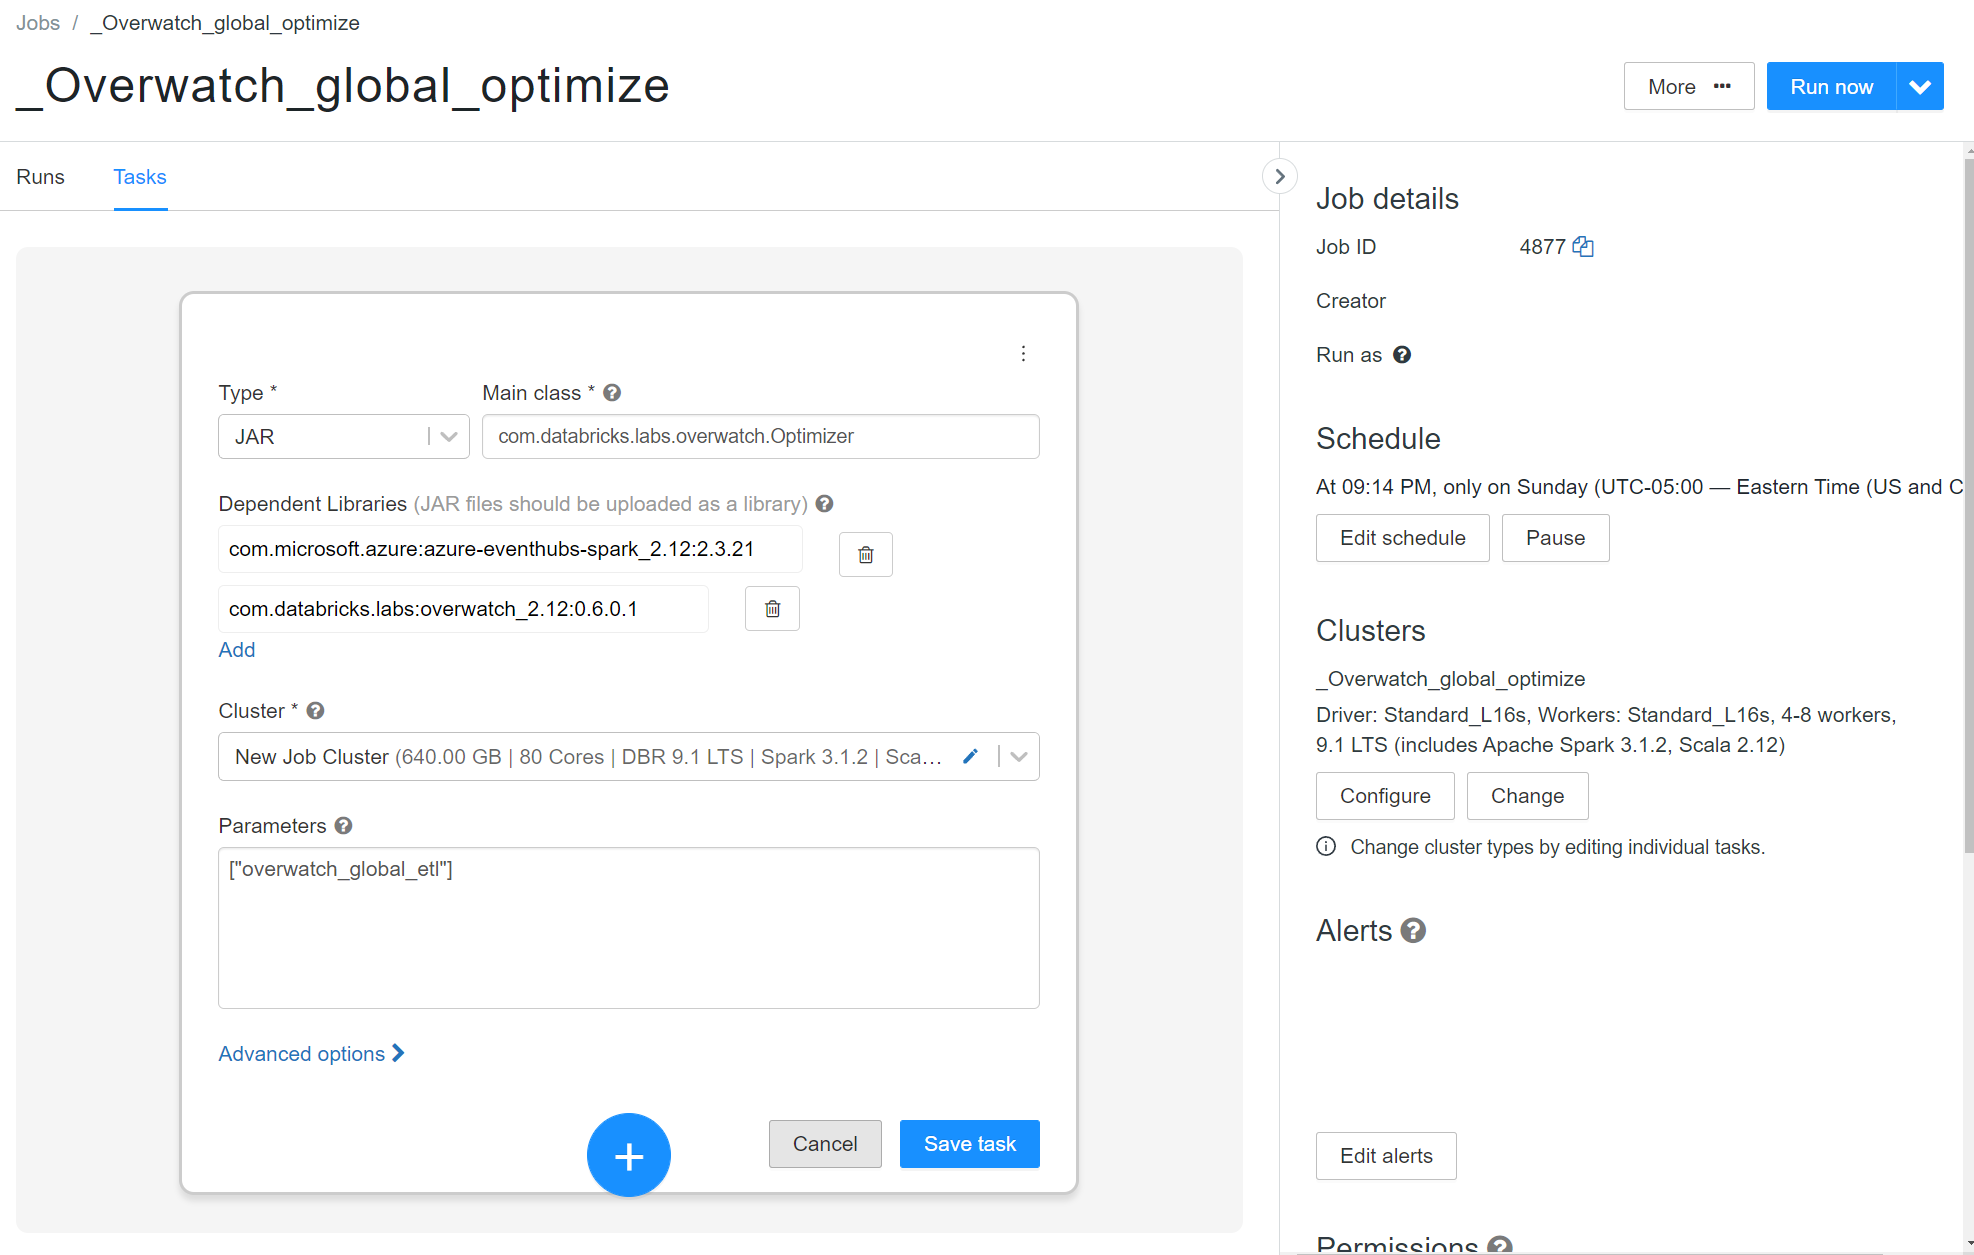 Jobs / _Overwatch_global_optimize
_Overwatch_global_optimize
More ···
Run now
Runs
Tasks
Type *
Main class *
JAR
com.databricks.labs.overwatch.Optimizer
Dependent Libraries (JAR files should be uploaded as a library)
com.microsoft.azure:azure-eventhubs-spark_2.12:2.3.21
com.databricks.labs:overwatch_2.12:0.6.0.1
Add
Cluster *
New Job Cluster (640.00 GB | 80 Cores | DBR 9.1 LTS | Spark 3.1.2 | Sca...
Parameters
["overwatch_global_etl"]
Advanced options
Cancel
Save task
Job details
Job ID 4877
Creator
Run as
Schedule
At 09:14 PM, only on Sunday (UTC-05:00 — Eastern Time (US and C
Edit schedule
Pause
Clusters
_Overwatch_global_optimize
Driver: Standard_L16s, Workers: Standard_L16s, 4-8 workers,
9.1 LTS (includes Apache Spark 3.1.2, Scala 2.12)
Configure
Change
Change cluster types by editing individual tasks.
Alerts
Edit alerts
Permissions